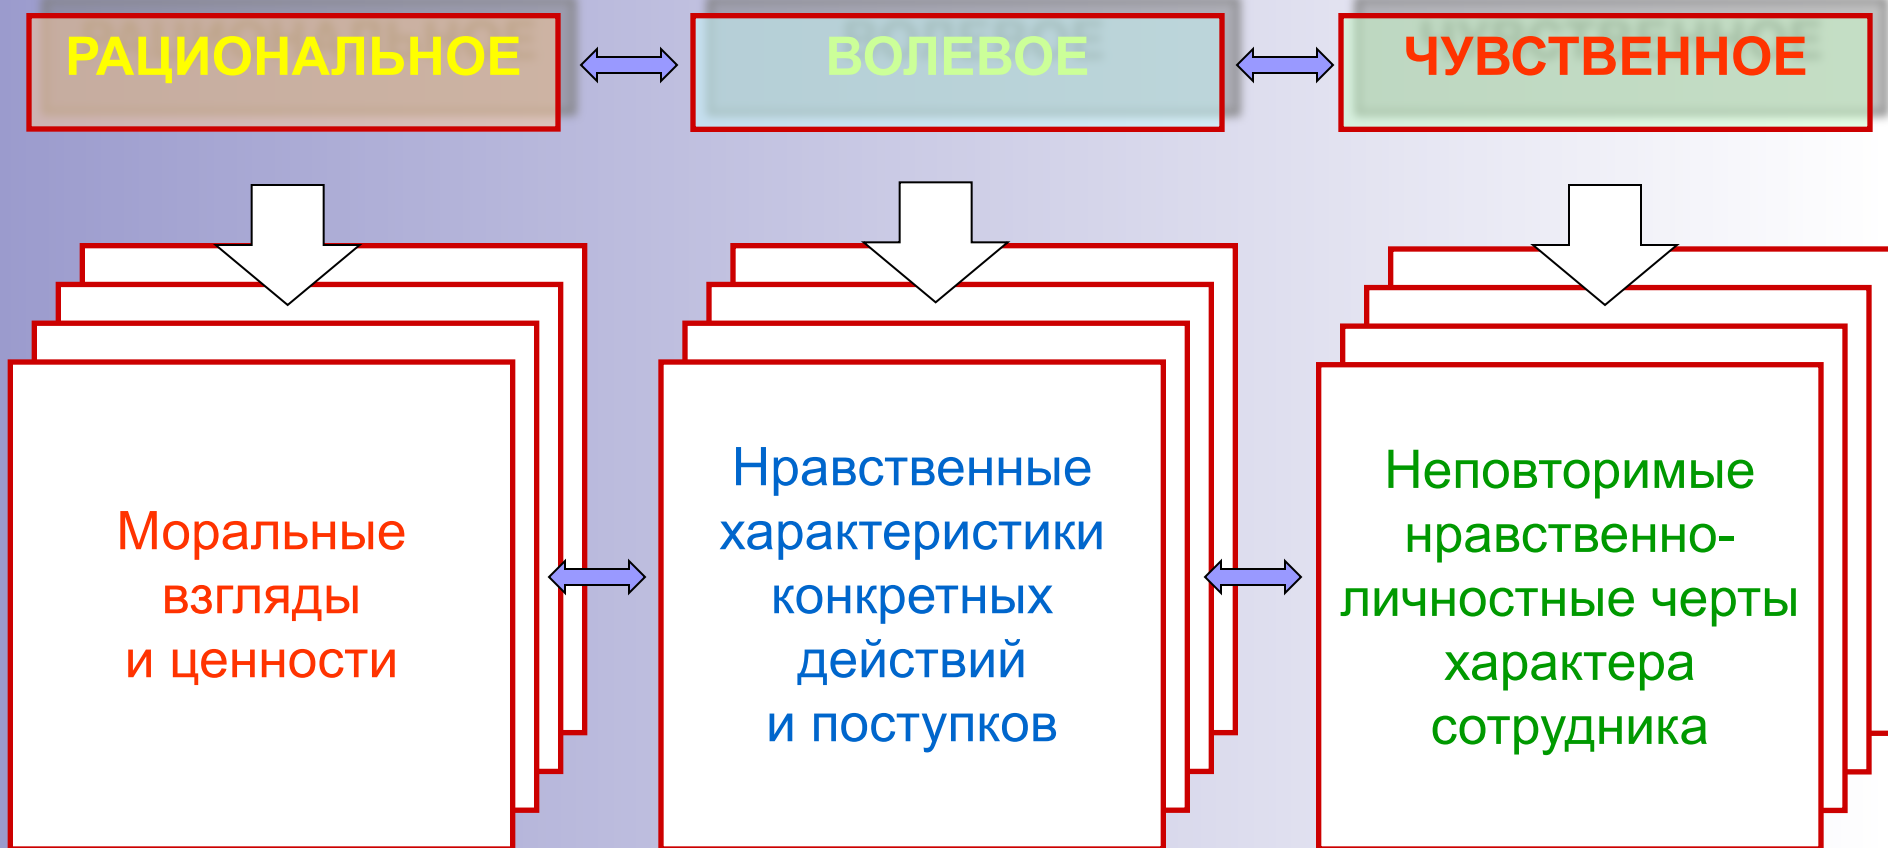 РАЦИОНАЛЬНОЕ
ВОЛЕВОЕ
ЧУВСТВЕННОЕ
Моральные
взгляды
и ценности
Нравственные
характеристики
конкретных
действий
и поступков
Неповторимые
нравственно-
личностные черты
характера
сотрудника